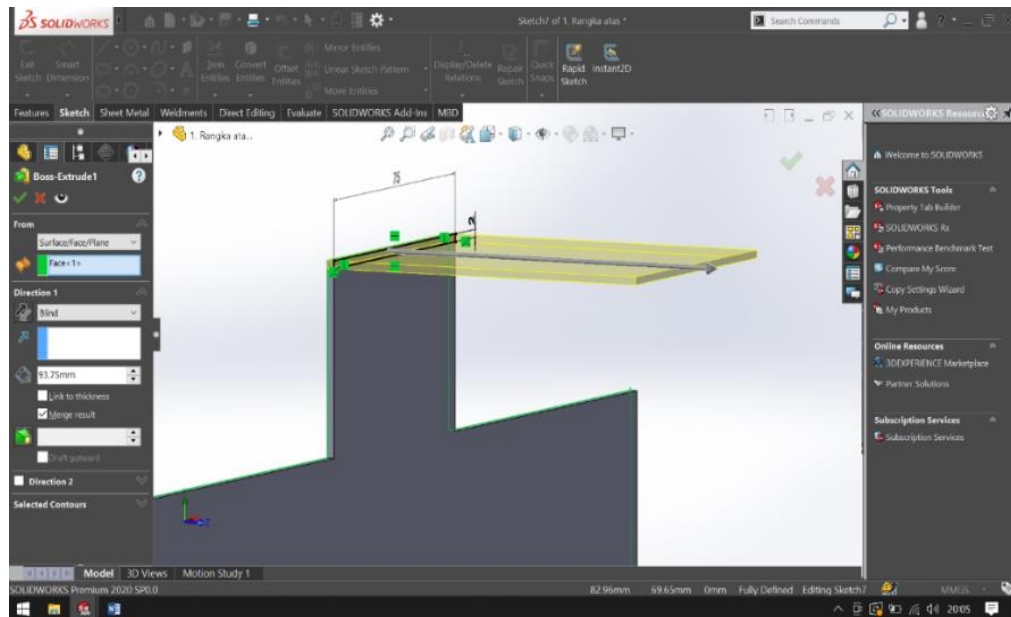 SOLIDWORKS
Sketch7 of 1. Rangka atas *
Search Commands
Exit Sketch
Smart Dimension
Trim Entities
Convert Entities
Offset Entities
Mirror Entities
Linear Sketch Pattern
Move Entities
Display/Delete Relations
Repair Sketch
Quick Snaps
Rapid Sketch
Instant2D
Features Sketch Sheet Metal Weldments Direct Editing Evaluate SOLIDWORKS Add-Ins MBD
SOLIDWORKS Resources
1. Rangka ata...
Boss-Extrude1
From
Surface/Face/Plane
Face<1>
Direction 1
Blind
93.75mm
Link to thickness
Merge result
Draft outward
Direction 2
Selected Contours
75
2
Welcome to SOLIDWORKS
SOLIDWORKS Tools
Property Tab Builder
SOLIDWORKS Rx
Performance Benchmark Test
Compare My Score
Copy Settings Wizard
My Products
Online Resources
3DEXPERIENCE Marketplace
Partner Solutions
Subscription Services
Subscription Services
Model 3D Views Motion Study 1
SOLIDWORKS Premium 2020 SP0.0
82.96mm 69.65mm 0mm Fully Defined Editing Sketch7 MMGS
20:05